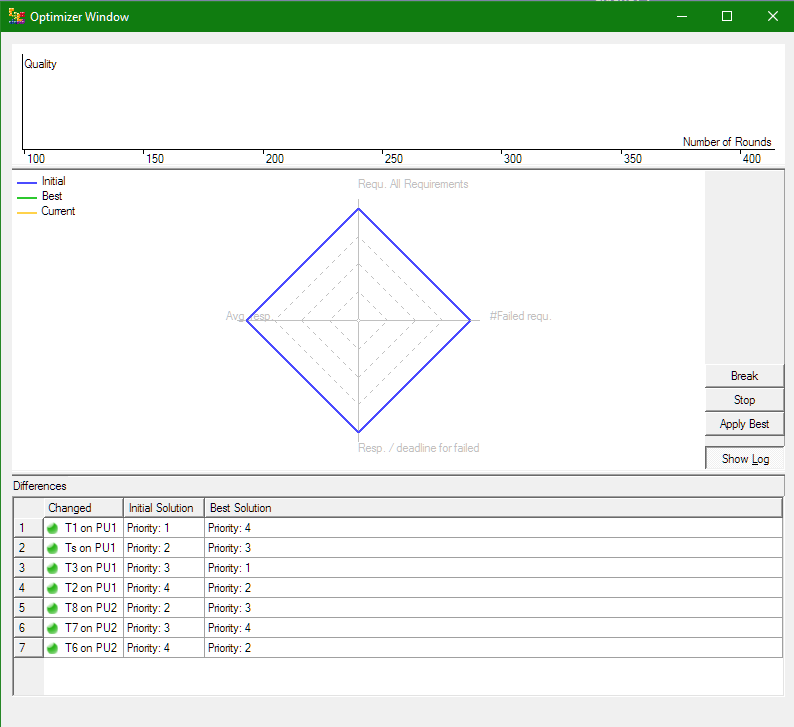 Optimizer Window
Quality
Number of Rounds
100 150 200 250 300 350 400
Initial
Best
Current
Requ. All Requirements
Avg. resp. #Failed requ.
Resp. / deadline for failed
Break
Stop
Apply Best
Show Log
Differences
Changed Initial Solution Best Solution
1 T1 on PU1 Priority: 1 Priority: 4
2 Ts on PU1 Priority: 2 Priority: 3
3 T3 on PU1 Priority: 3 Priority: 1
4 T2 on PU1 Priority: 4 Priority: 2
5 T8 on PU2 Priority: 2 Priority: 3
6 T7 on PU2 Priority: 3 Priority: 4
7 T6 on PU2 Priority: 4 Priority: 2